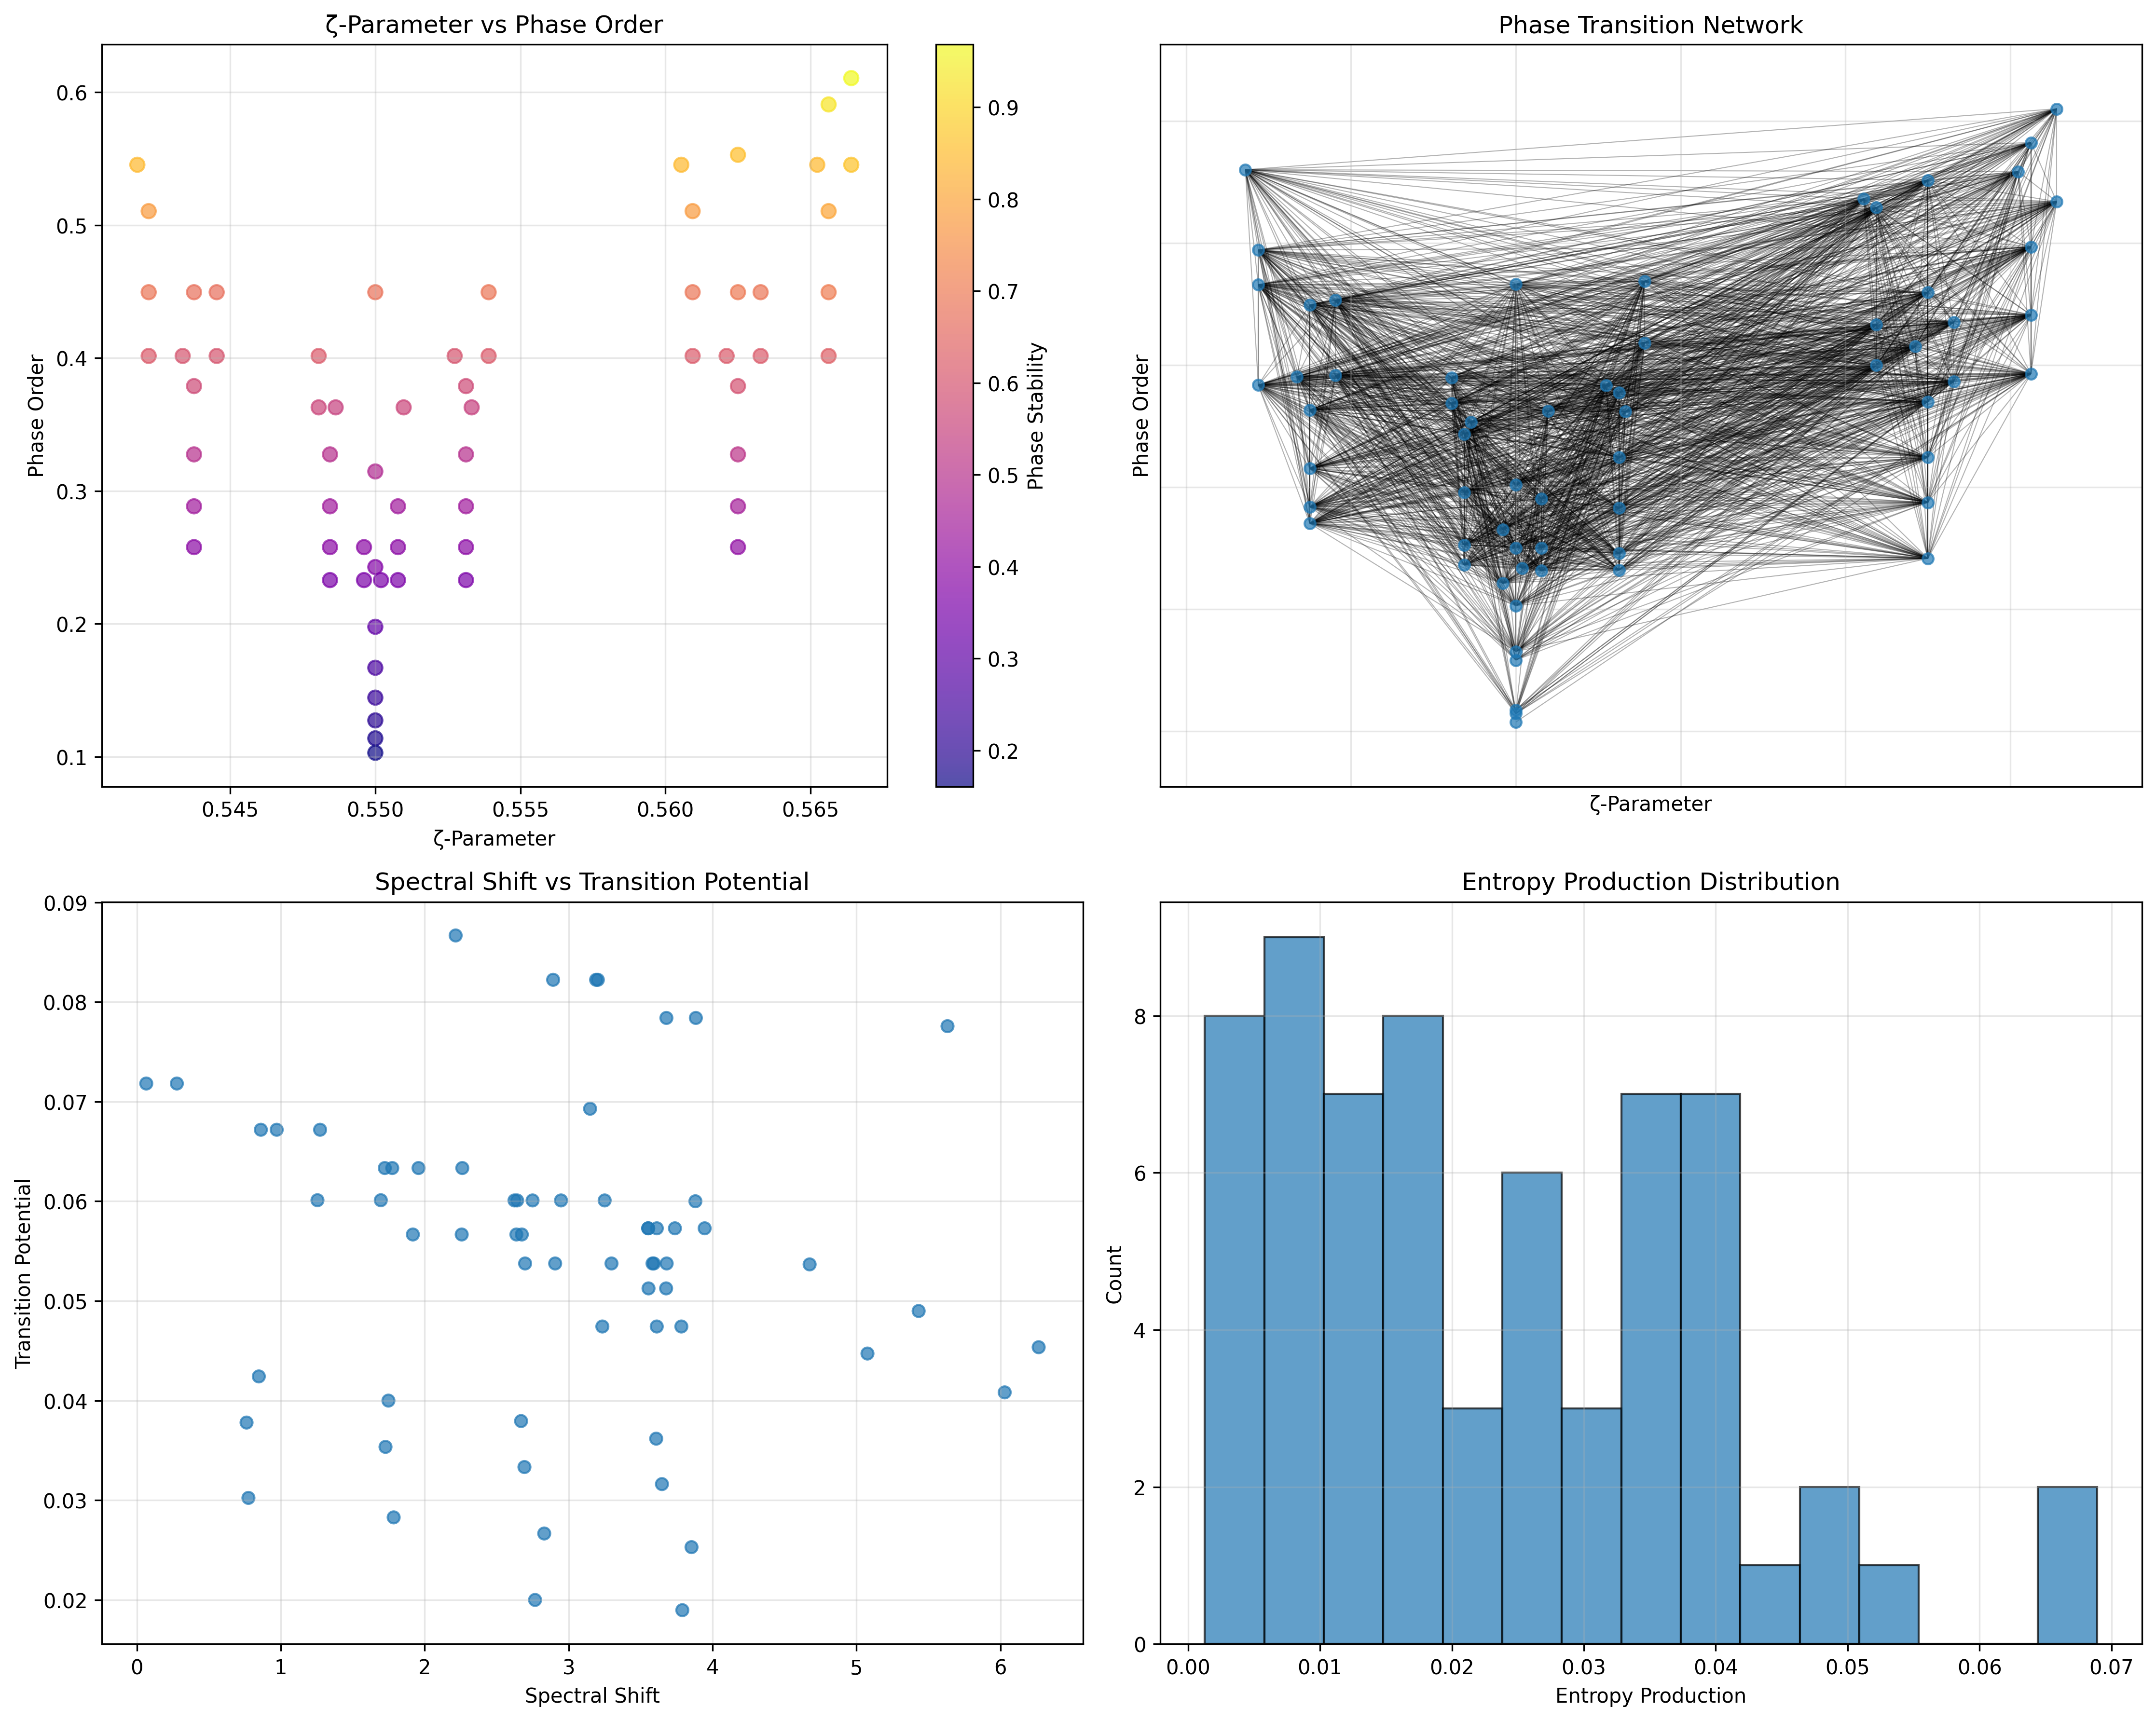 ζ-Parameter vs Phase Order
Phase Order
0.6
0.5
0.4
0.3
0.2
0.1
0.545 0.550 0.555 0.560 0.565
ζ-Parameter
0.9
0.8
0.7
0.6
0.5
0.4
0.3
0.2
Phase Stability
Phase Transition Network
Phase Order
ζ-Parameter
Spectral Shift vs Transition Potential
Transition Potential
0.09
0.08
0.07
0.06
0.05
0.04
0.03
0.02
0 1 2 3 4 5 6
Spectral Shift
Entropy Production Distribution
Count
8
6
4
2
0
0.00 0.01 0.02 0.03 0.04 0.05 0.06 0.07
Entropy Production